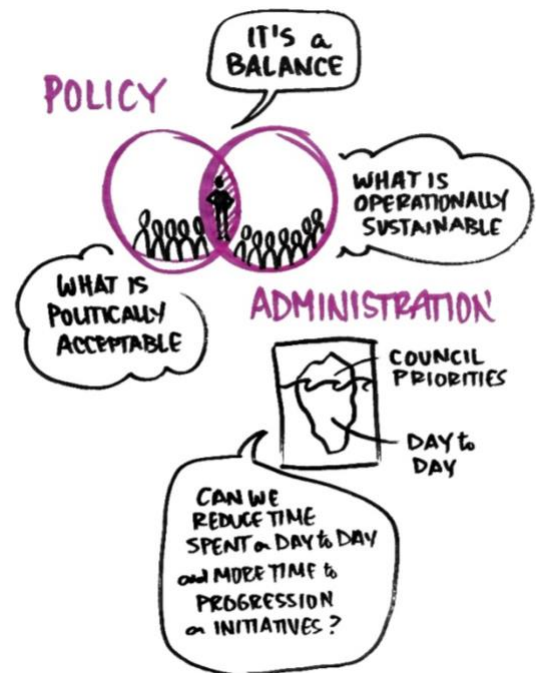 IT'S a
BALANCE
POLICY
WHAT IS
OPERATIONALLY
SUSTAINABLE
WHAT IS
POLITICALLY
ACCEPTABLE
ADMINISTRATION
COUNCIL
PRIORITIES
DAY to
DAY
CAN WE
REDUCE TIME
SPENT on DAY to DAY
and MORE TIME to
PROGRESSION
on INITIATIVES?